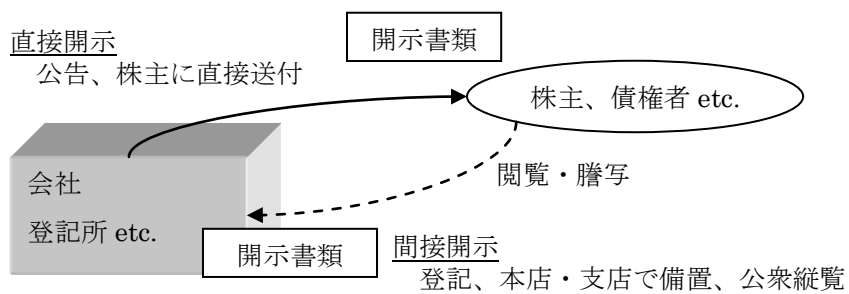 直接開示
公告、株主に直接送付
開示書類
株主、債権者 etc.
会社
登記所 etc.
閲覧・謄写
開示書類
間接開示
登記、本店・支店で備置、公衆縦覧